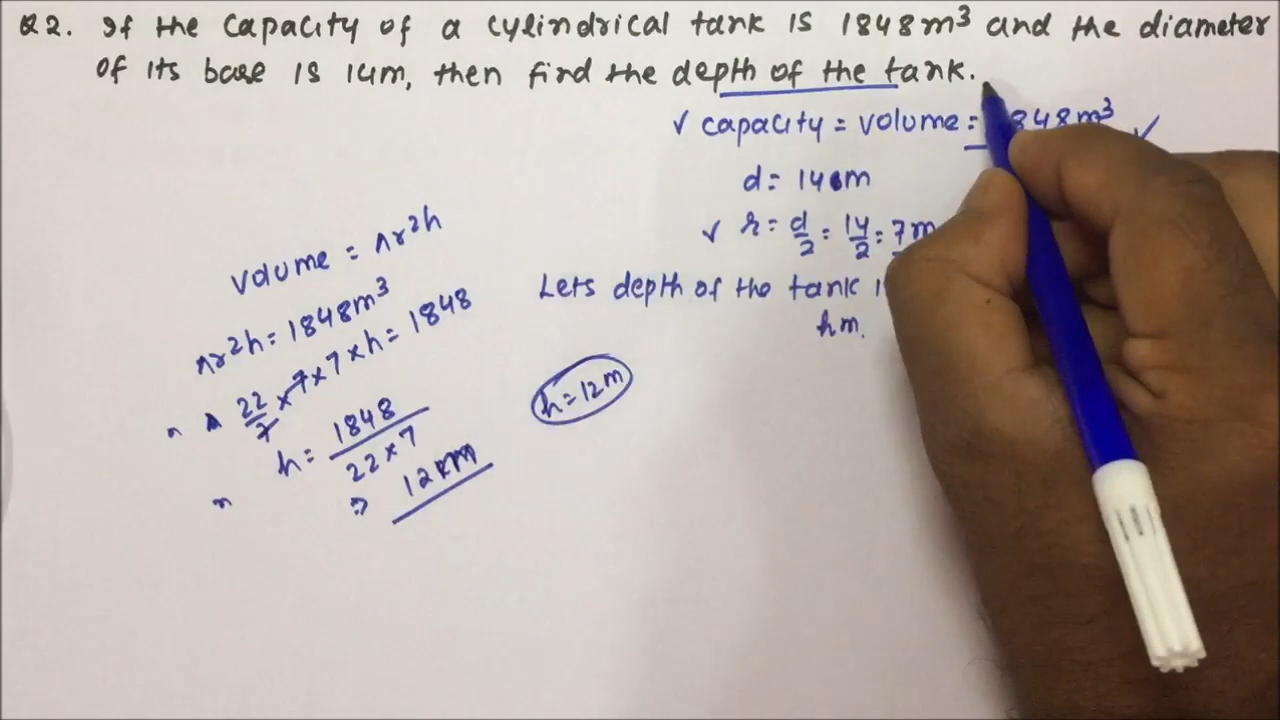 Q2. If the capacity of a cylindrical tank is 1848m³ and the diameter
of its base is 14m, then find the depth of the tank.
✓ capacity = volume = 1848m³ ✓
d = 14m
✓ r = d/2 = 14/2 = 7m
Lets depth of the tank
hm.
volume = πr²h
πr²h = 1848m³
22/7 × 7 × 7 × h = 1848
h = 1848/22×7
⇒ 12m
h = 12m